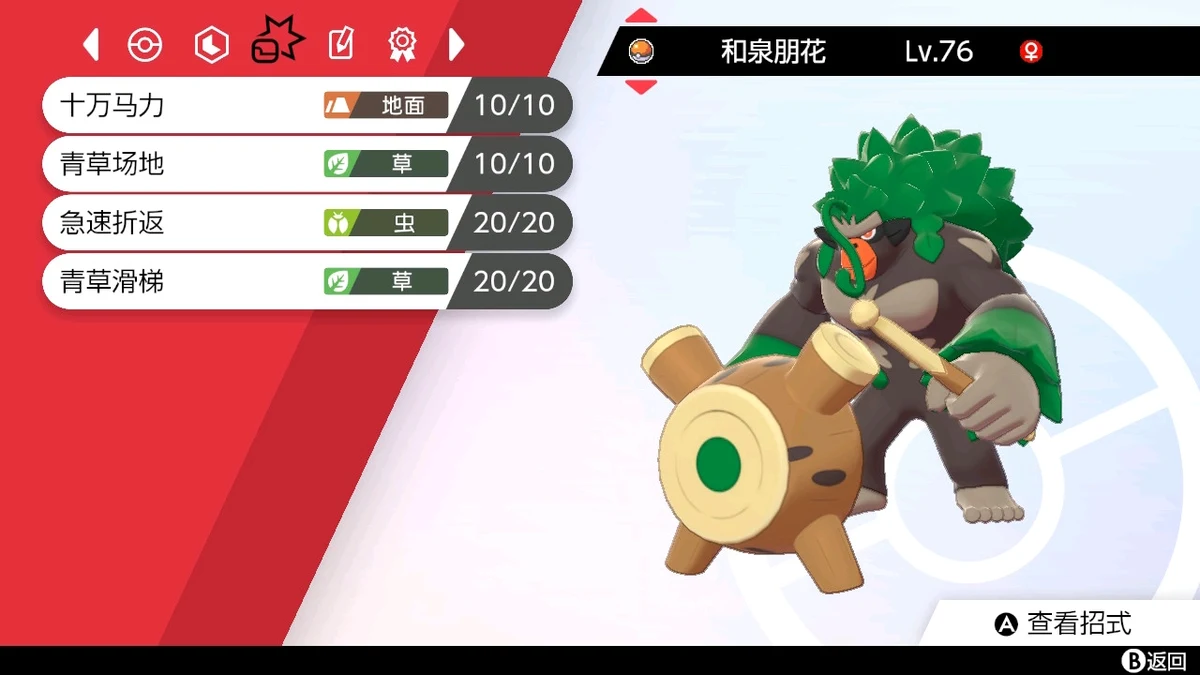 和泉朋花 Lv.76 ♀
十万马力 地面 10/10
青草场地 草 10/10
急速折返 虫 20/20
青草滑梯 草 20/20
A 查看招式
B 返回